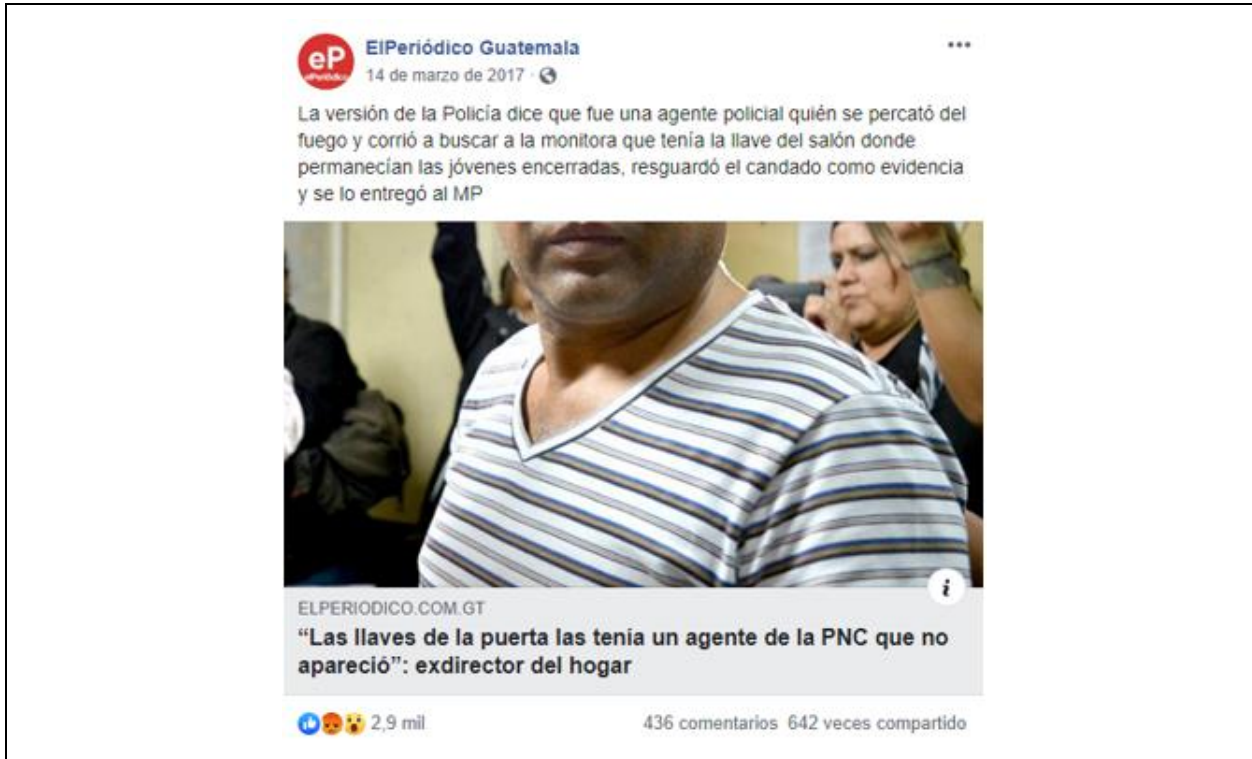 eP
elPeriódico
ElPeriódico Guatemala
14 de marzo de 2017 ·
La versión de la Policía dice que fue una agente policial quién se percató del
fuego y corrió a buscar a la monitora que tenía la llave del salón donde
permanecían las jóvenes encerradas, resguardó el candado como evidencia
y se lo entregó al MP
i
ELPERIODICO.COM.GT
“Las llaves de la puerta las tenía un agente de la PNC que no
apareció”: exdirector del hogar
2,9 mil
436 comentarios 642 veces compartido